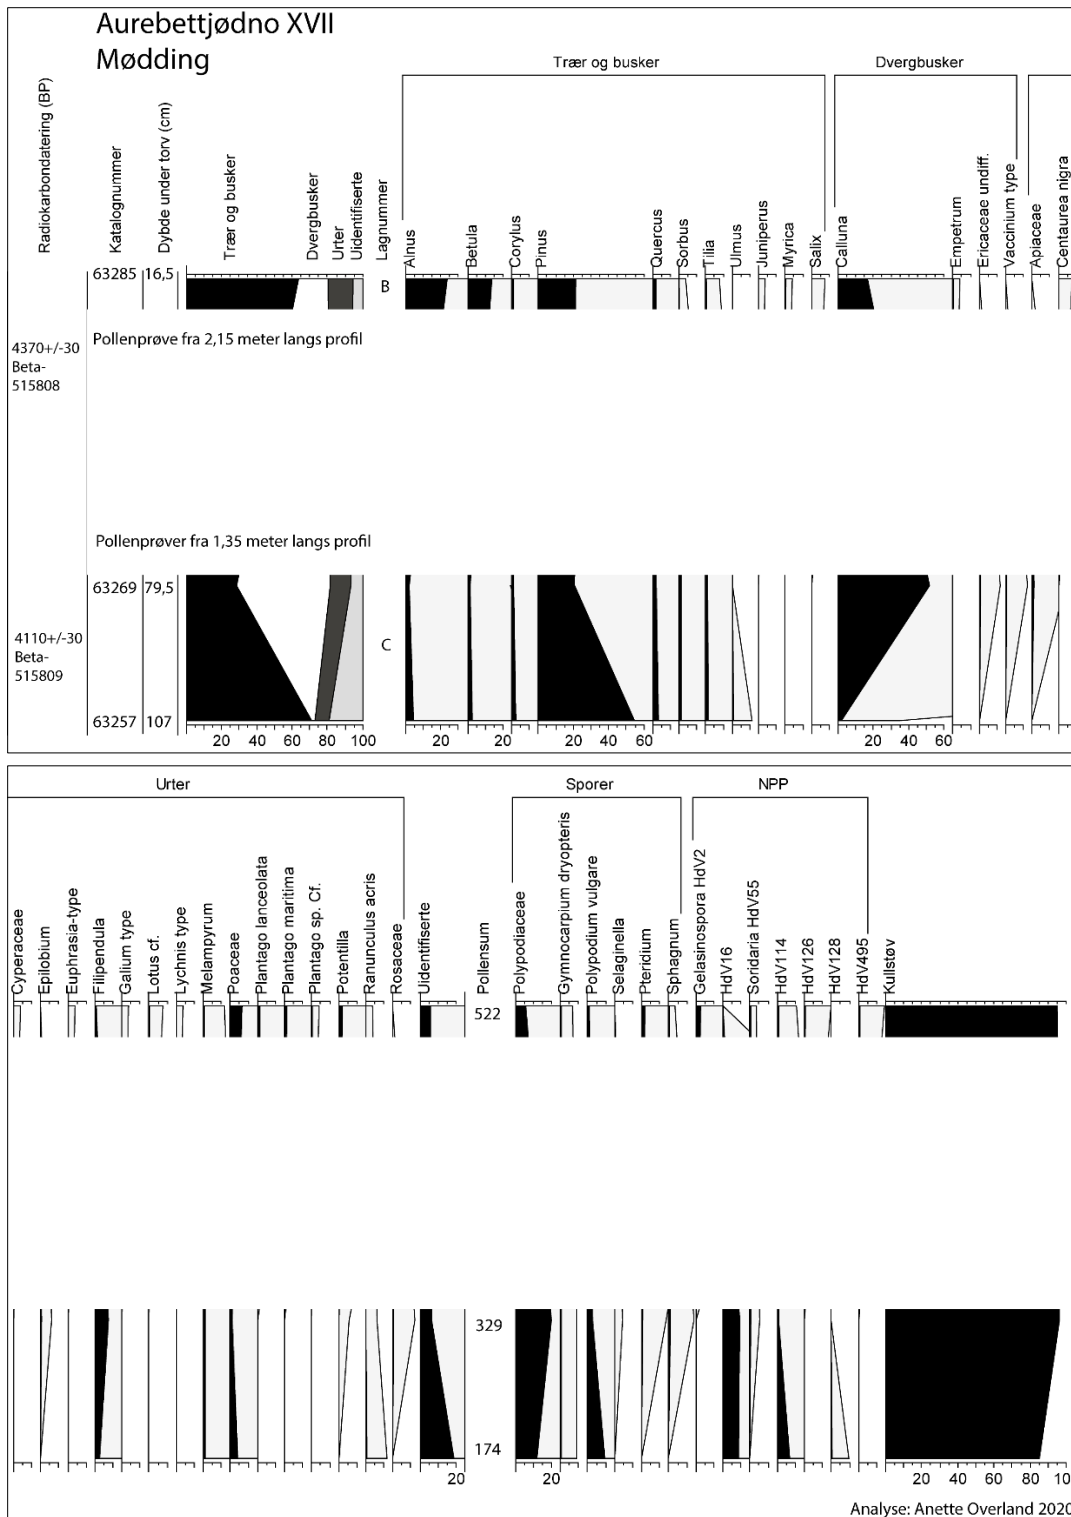 Aurebettjødno XVII
Mødding
Trær og busker
Dvergbusker
Radiokarbondatering (BP)
Katalognummer
Dybde under torv (cm)
Trær og busker
Dvergbusker
Urter
Uidentifiserte
Lagnummer
Alnus
Betula
Corylus
Pinus
Quercus
Sorbus
Tilia
Ulmus
Juniperus
Myrica
Salix
Calluna
Empetrum
Ericaceae undiff.
Vaccinium type
Apiaceae
Centaurea nigra
63285 16,5
B
Pollenprøve fra 2,15 meter langs profil
4370+/-30
Beta-
515808
Pollenprøver fra 1,35 meter langs profil
63269 79,5
4110+/-30
Beta-
515809
C
63257 107
20 40 60 80 100
20
20
20 40 60
20 40 60
Urter
Sporer
NPP
Cyperaceae
Epilobium
Euphrasia-type
Filipendula
Galium type
Lotus cf.
Lychnis type
Melampyrum
Poaceae
Plantago lanceolata
Plantago maritima
Plantago sp. Cf.
Potentilla
Ranunculus acris
Rosaceae
Uidentifiserte
Pollensum
Polypodiaceae
Gymnocarpium dryopteris
Polypodium vulgare
Selaginella
Pteridium
Sphagnum
Gelasinospora HdV2
HdV16
Soridaria HdV55
HdV114
HdV126
HdV128
HdV495
Kullstøv
522
329
174
20
20
20 40 60 80 10
Analyse: Anette Overland 2020